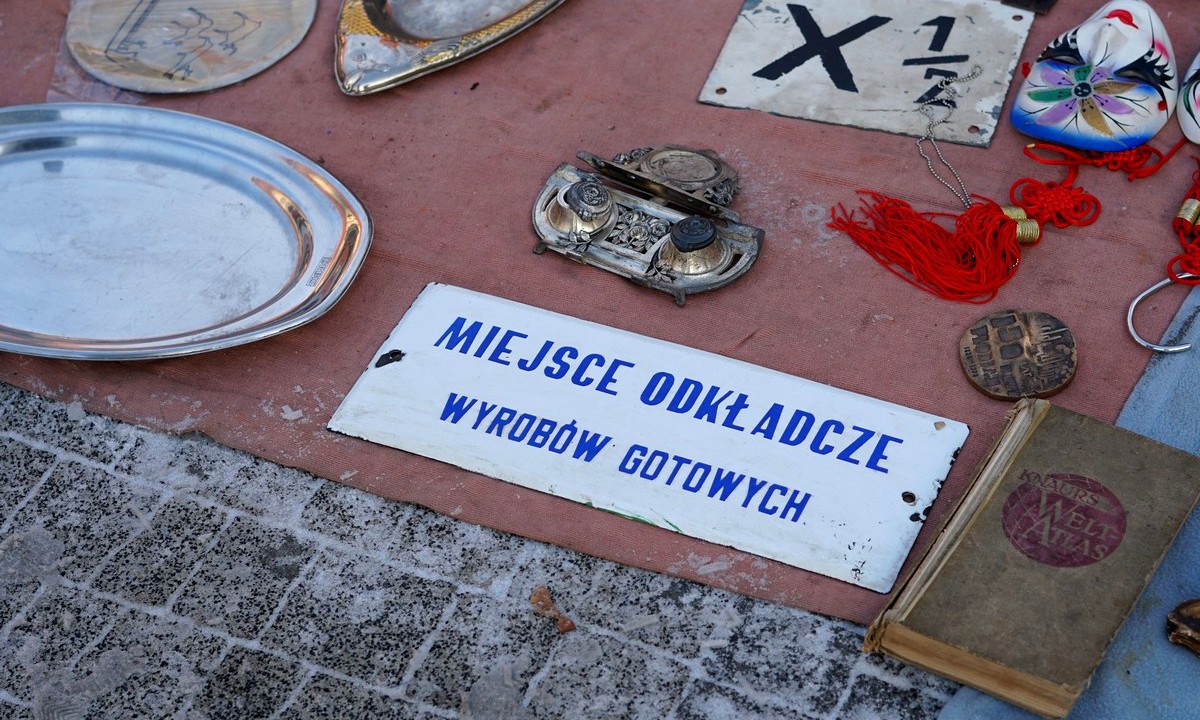 X 1/2
MIEJSCE ODKŁADCZE
WYROBÓW GOTOWYCH
KNAURS
WELT-
ATLAS